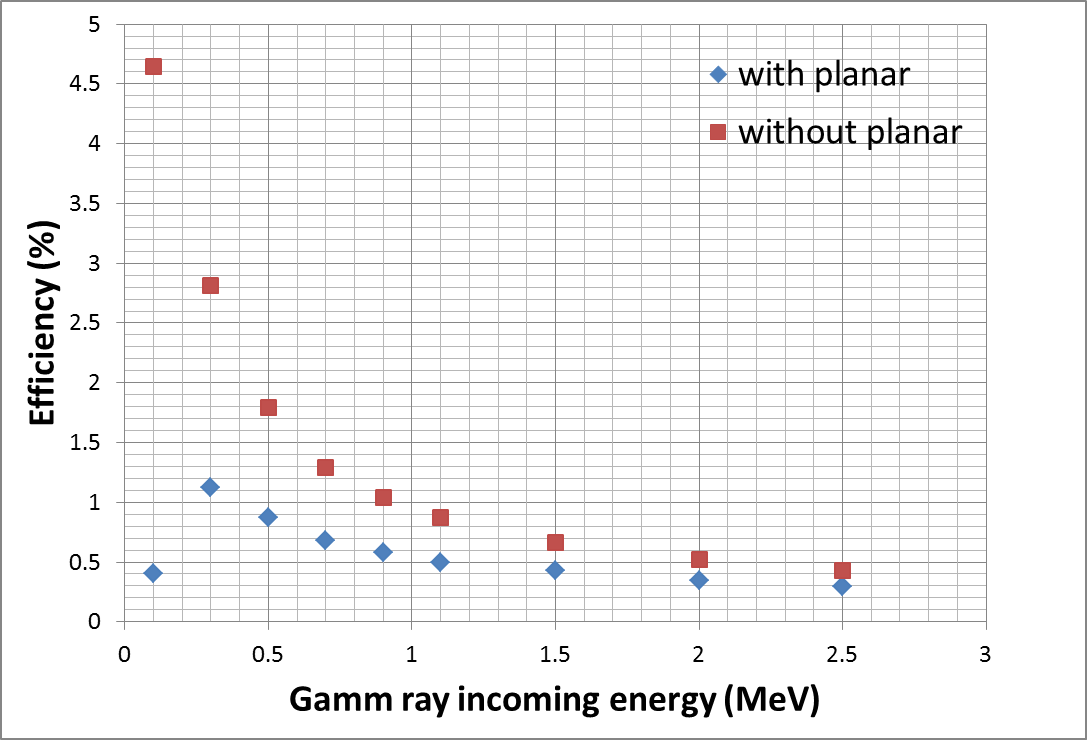 5
4.5
4
3.5
3
2.5
2
1.5
1
0.5
0
with planar
without planar
Efficiency (%)
0 0.5 1 1.5 2 2.5 3
Gamm ray incoming energy (MeV)